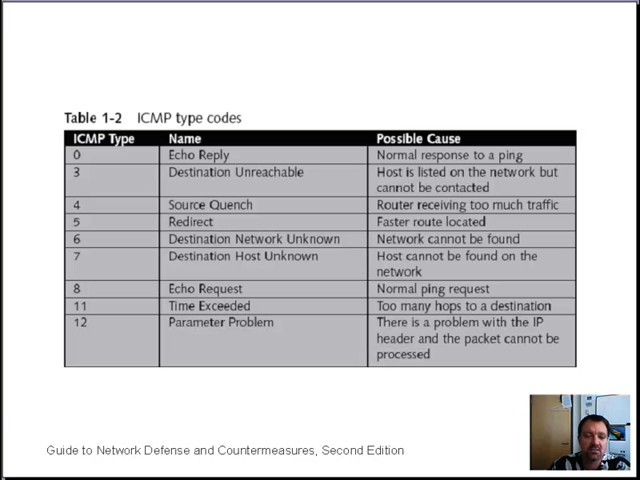 Table 1-2 ICMP type codes
ICMP Type Name Possible Cause
0 Echo Reply Normal response to a ping
3 Destination Unreachable Host is listed on the network but
cannot be contacted
4 Source Quench Router receiving too much traffic
5 Redirect Faster route located
6 Destination Network Unknown Network cannot be found
7 Destination Host Unknown Host cannot be found on the
network
8 Echo Request Normal ping request
11 Time Exceeded Too many hops to a destination
12 Parameter Problem There is a problem with the IP
header and the packet cannot be
processed
Guide to Network Defense and Countermeasures, Second Edition